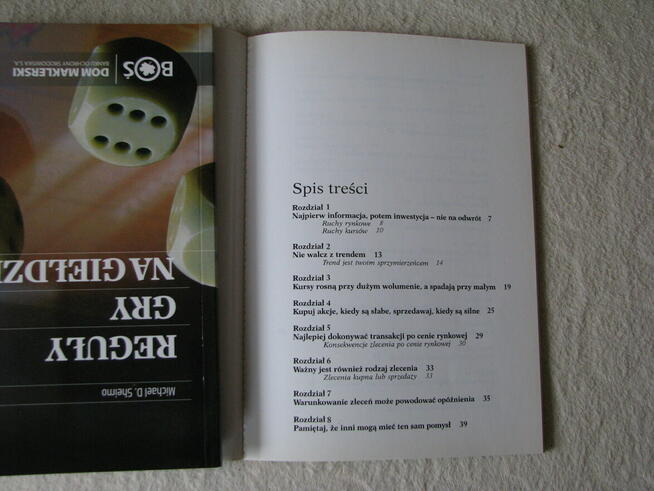 BOŚ
DOM MAKLERSKI
BANKU OCHRONY ŚRODOWISKA S.A.
NA GIEŁDZI
GRY
REGUŁY
Michael D. Sheimo
Spis treści
Rozdział 1
Najpierw informacja, potem inwestycja – nie na odwrót 7
Ruchy rynkowe 8
Ruchy kursów 10
Rozdział 2
Nie walcz z trendem 13
Trend jest twoim sprzymierzeńcem 14
Rozdział 3
Kursy rosną przy dużym wolumenie, a spadają przy małym 19
Rozdział 4
Kupuj akcje, kiedy są słabe, sprzedawaj, kiedy są silne 25
Rozdział 5
Najlepiej dokonywać transakcji po cenie rynkowej 29
Konsekwencje zlecenia po cenie rynkowej 30
Rozdział 6
Ważny jest również rodzaj zlecenia 33
Zlecenia kupna lub sprzedaży 33
Rozdział 7
Warunkowanie zleceń może powodować opóźnienia 35
Rozdział 8
Pamiętaj, że inni mogą mieć ten sam pomysł 39